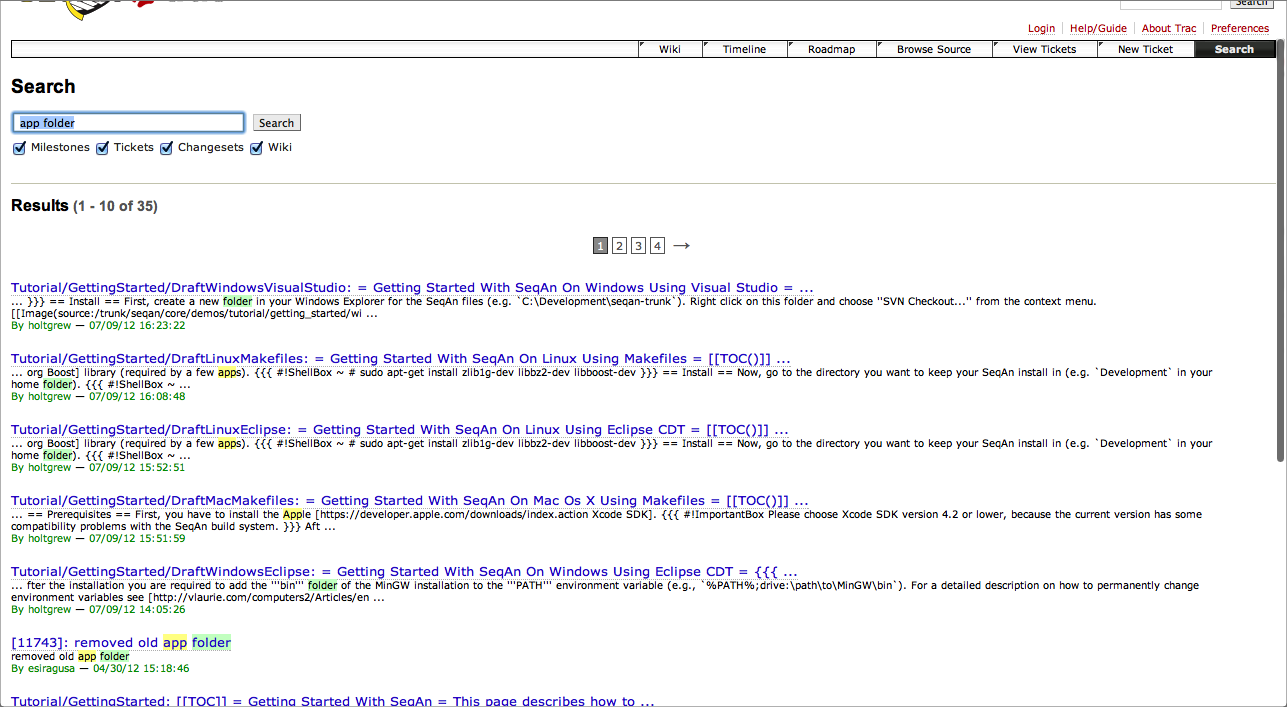 Search
Login Help/Guide About Trac Preferences
Wiki Timeline Roadmap Browse Source View Tickets New Ticket Search
Search
app folder Search
Milestones Tickets Changesets Wiki
Results (1 - 10 of 35)
1 2 3 4 →
Tutorial/GettingStarted/DraftWindowsVisualStudio: = Getting Started With SeqAn On Windows Using Visual Studio = ...
... }}} == Install == First, create a new folder in your Windows Explorer for the SeqAn files (e.g. `C:\Development\seqan-trunk`). Right click on this folder and choose ''SVN Checkout...'' from the context menu.
[[Image(source:/trunk/seqan/core/demos/tutorial/getting_started/wi ...
By holtgrew — 07/09/12 16:23:22
Tutorial/GettingStarted/DraftLinuxMakefiles: = Getting Started With SeqAn On Linux Using Makefiles = [[TOC()]] ...
... org Boost] library (required by a few apps). {{{ #!ShellBox ~ # sudo apt-get install zlib1g-dev libbz2-dev libboost-dev }}} == Install == Now, go to the directory you want to keep your SeqAn install in (e.g. `Development` in your
home folder). {{{ #!ShellBox ~ ...
By holtgrew — 07/09/12 16:08:48
Tutorial/GettingStarted/DraftLinuxEclipse: = Getting Started With SeqAn On Linux Using Eclipse CDT = [[TOC()]] ...
... org Boost] library (required by a few apps). {{{ #!ShellBox ~ # sudo apt-get install zlib1g-dev libbz2-dev libboost-dev }}} == Install == Now, go to the directory you want to keep your SeqAn install in (e.g. `Development` in your
home folder). {{{ #!ShellBox ~ ...
By holtgrew — 07/09/12 15:52:51
Tutorial/GettingStarted/DraftMacMakefiles: = Getting Started With SeqAn On Mac Os X Using Makefiles = [[TOC()]] ...
... == Prerequisites == First, you have to install the Apple [https://developer.apple.com/downloads/index.action Xcode SDK]. {{{ #!ImportantBox Please choose Xcode SDK version 4.2 or lower, because the current version has some
compatibility problems with the SeqAn build system. }}} Aft ...
By holtgrew — 07/09/12 15:51:59
Tutorial/GettingStarted/DraftWindowsEclipse: = Getting Started With SeqAn On Windows Using Eclipse CDT = {{{ ...
... fter the installation you are required to add the '''bin''' folder of the MinGW installation to the '''PATH''' environment variable (e.g., `%PATH%;drive:\path\to\MinGW\bin`). For a detailed description on how to permanently change
environment variables see [http://vlaurie.com/computers2/Articles/en ...
By holtgrew — 07/09/12 14:05:26
[11743]: removed old app folder
removed old app folder
By esiragusa — 04/30/12 15:18:46
Tutorial/GettingStarted: [[TOC]] = Getting Started With SeqAn = This page describes how to ...